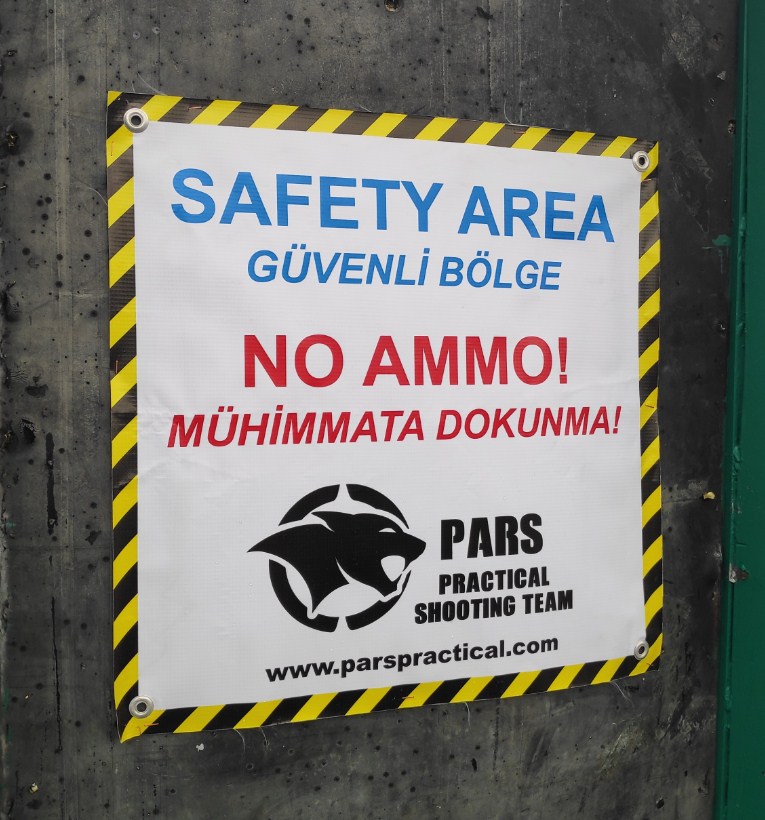 SAFETY AREA
GÜVENLİ BÖLGE
NO AMMO!
MÜHİMMATA DOKUNMA!
PARS
PRACTICAL
SHOOTING TEAM
www.parspractical.com